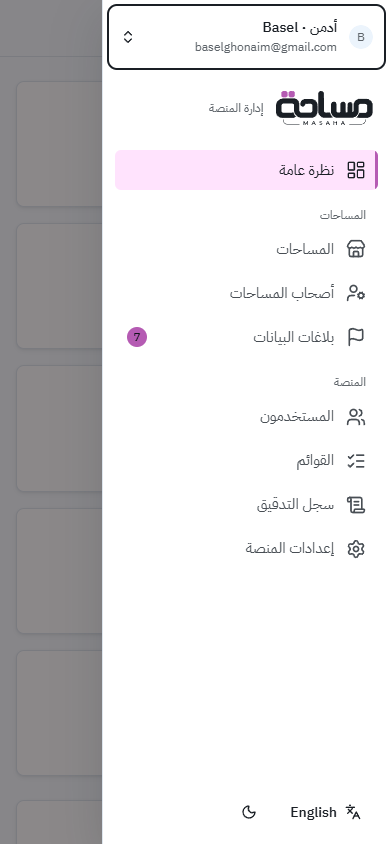 أدمن · Basel
baselghonaim@gmail.com
B
مساحة
MASAHA
إدارة المنصة
نظرة عامة
المساحات
المساحات
أصحاب المساحات
بلاغات البيانات
7
المنصة
المستخدمون
القوائم
سجل التدقيق
إعدادات المنصة
English